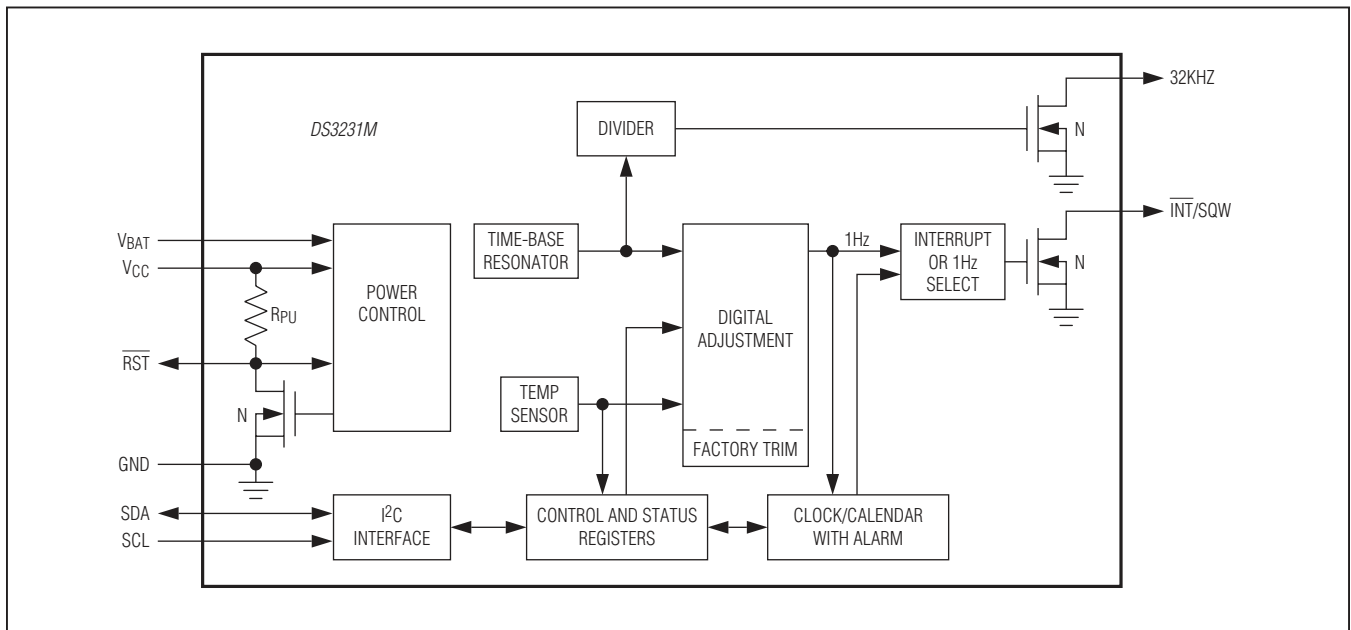 32KHZ
DS3231M
DIVIDER
N
INT/SQW
VBAT
VCC
RPU
RST
N
GND
SDA
SCL
POWER
CONTROL
TIME-BASE
RESONATOR
1Hz
INTERRUPT
OR 1Hz
SELECT
N
DIGITAL
ADJUSTMENT
TEMP
SENSOR
FACTORY TRIM
I2C
INTERFACE
CONTROL AND STATUS
REGISTERS
CLOCK/CALENDAR
WITH ALARM